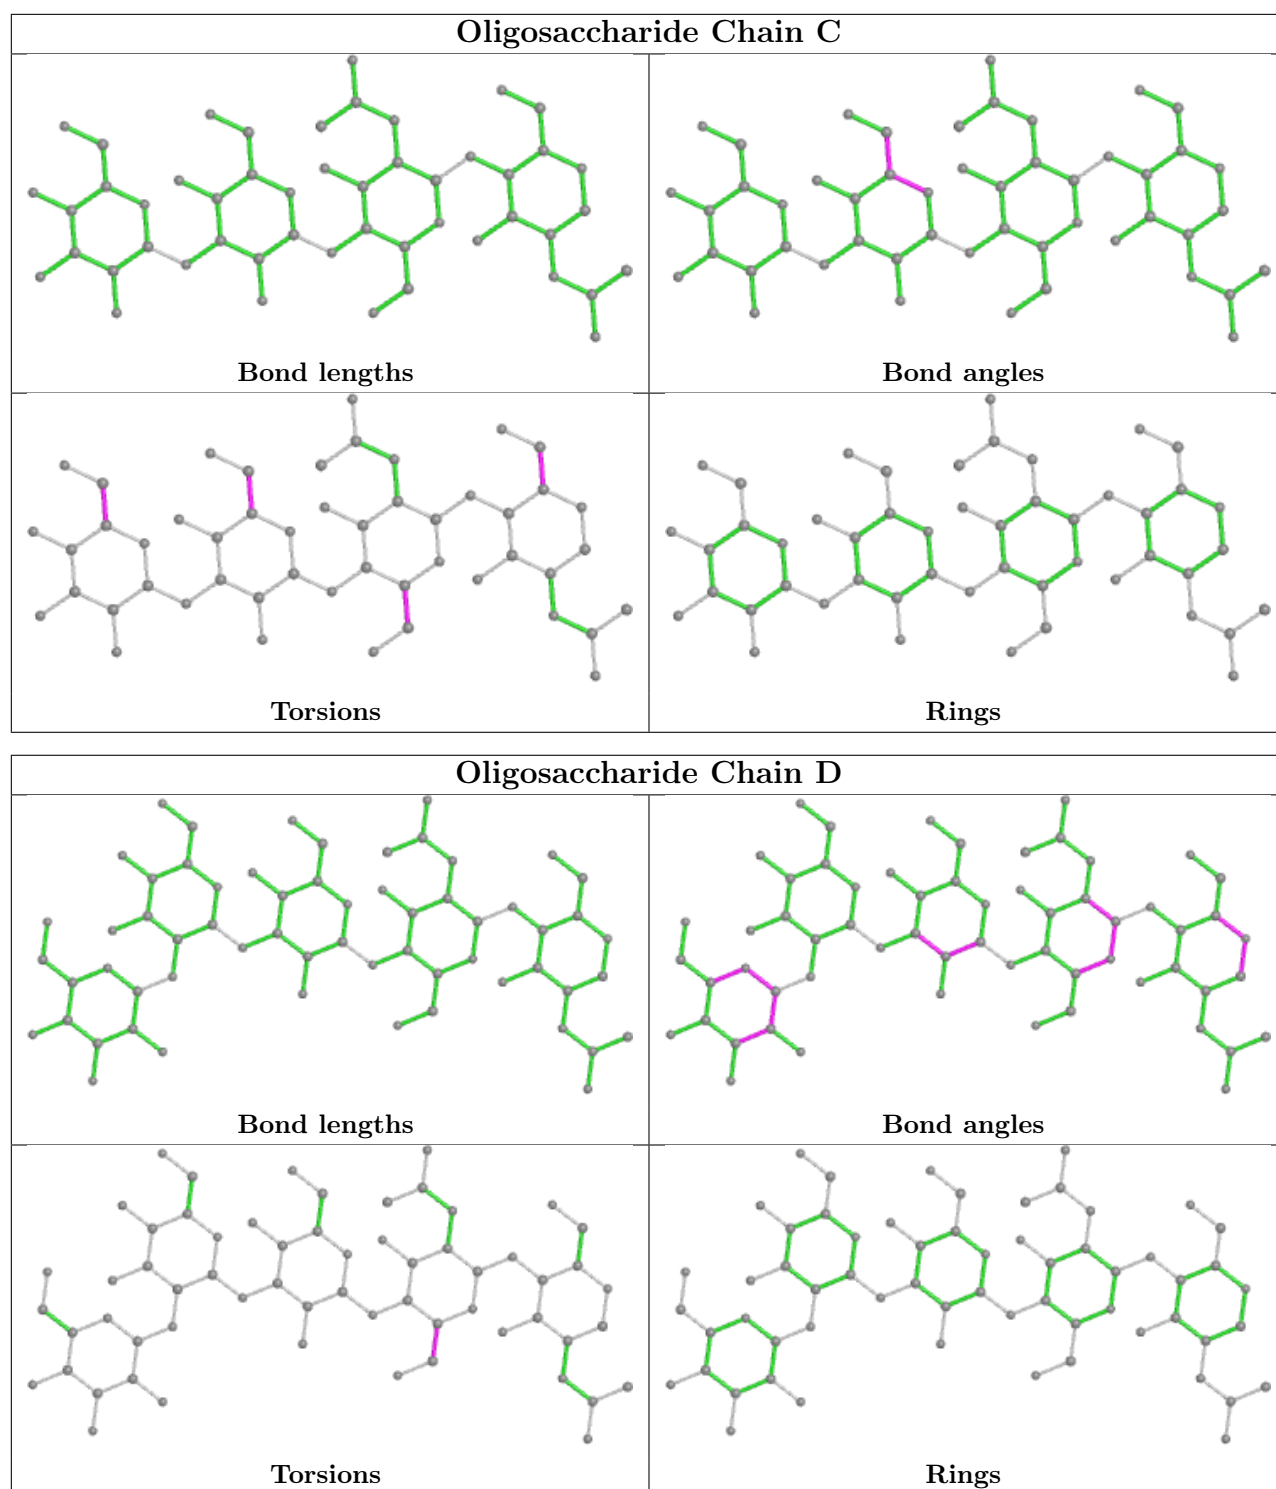 Oligosaccharide Chain C
Bond lengths
Bond angles
Torsions
Rings
Oligosaccharide Chain D
Bond lengths
Bond angles
Torsions
Rings